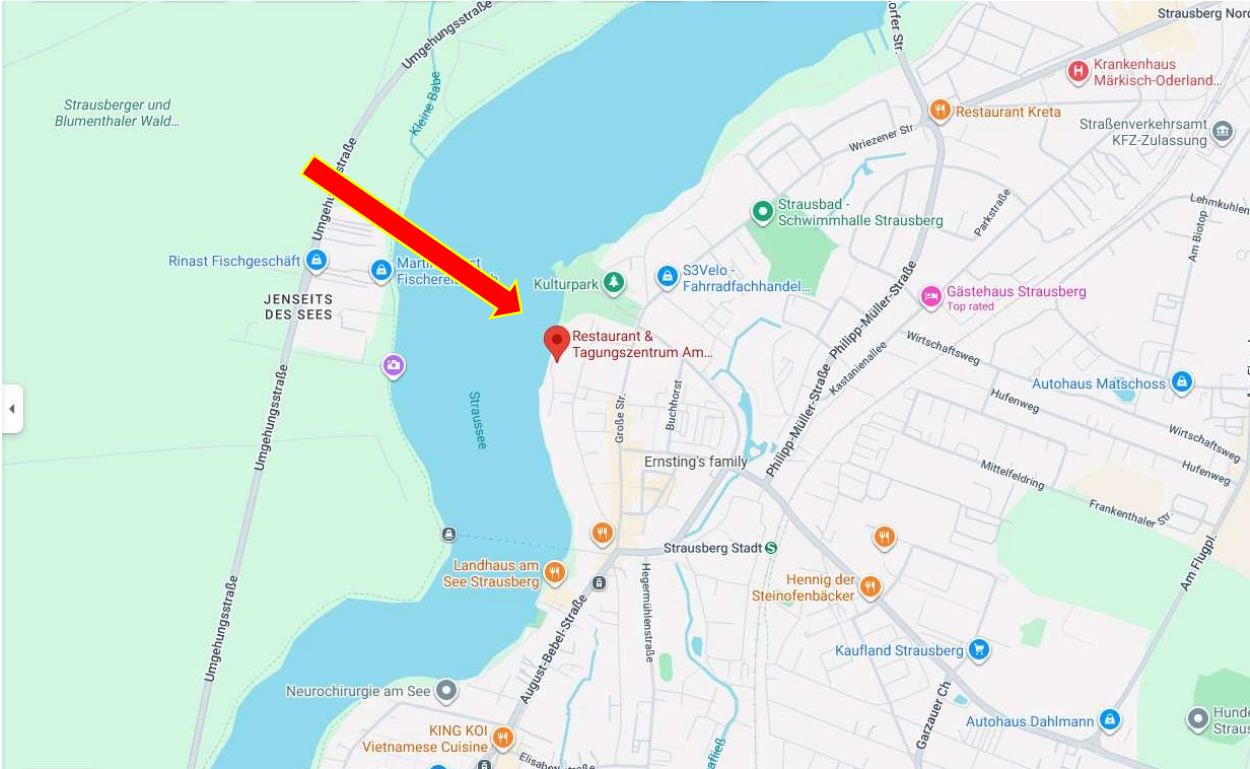 Umgehungsstraße
Strausberg Nord
Krankenhaus
Märkisch-Oderland...
Strausberger und
Blumenthaler Wald...
Kleine Babe
Restaurant Kreta
Straßenverkehrsamt
KFZ-Zulassung
Wriezener Str.
Strausbad -
Schwimmhalle Strausberg
Parkstraße
Lehmkuhlen
Am Biotop
Rinast Fischgeschäft
JENSEITS
DES SEES
Kulturpark
S3Velo -
Fahrradfachhandel...
Gästehaus Strausberg
Top rated
Restaurant &
Tagungszentrum Am...
Philipp-Müller-Straße
Philipp-Müller-Straße
Wirtschaftsweg
Kastanienallee
Autohaus Matschoss
Hufenweg
Umgehungsstraße
Straussee
Große Str.
Buchhorst
Wirtschaftsweg
Hufenweg
Ernsting's family
Mittelfeldring
Frankenthaler Str.
Strausberg Stadt
S
Landhaus am
See Strausberg
Hennig der
Steinofenbäcker
Hegermühlenstraße
Am Flugpl.
Umgehungsstraße
August-Bebel-Straße
Kaufland Strausberg
Neurochirurgie am See
Garzauer Ch
Autohaus Dahlmann
KING KOI
Vietnamese Cuisine